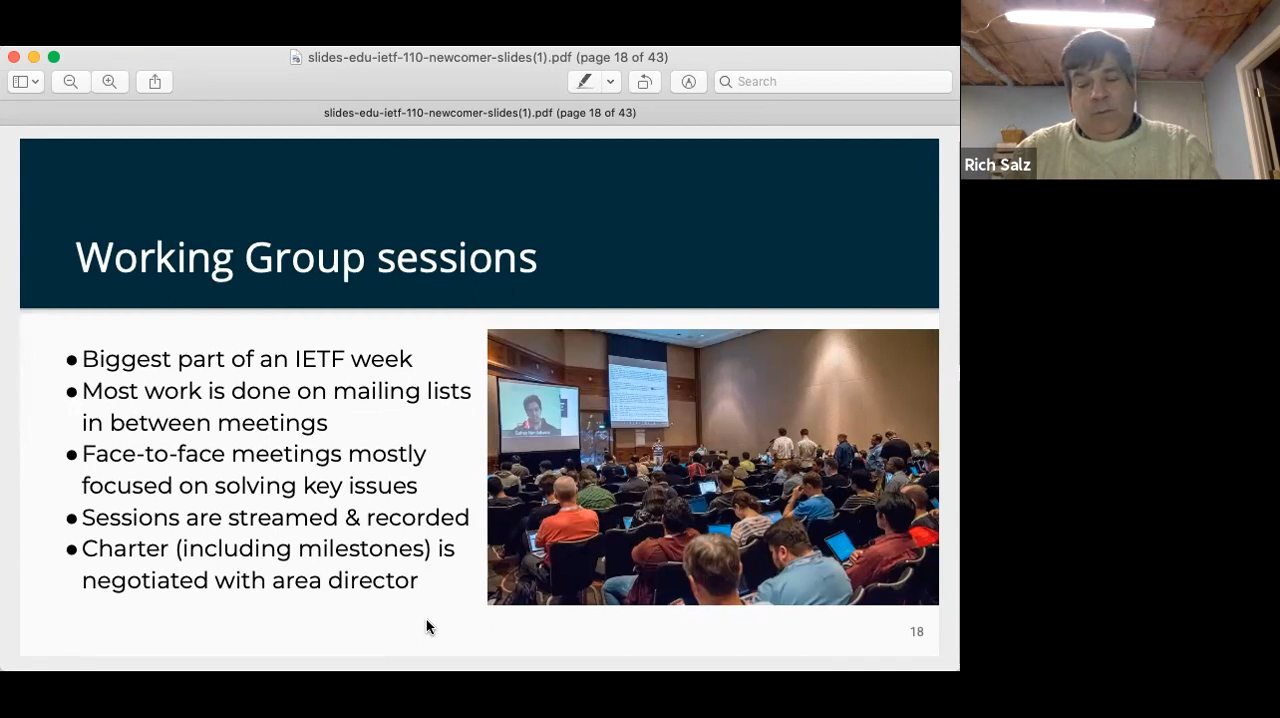 slides-edu-ietf-110-newcomer-slides(1).pdf (page 18 of 43)
Search
slides-edu-ietf-110-newcomer-slides(1).pdf (page 18 of 43)
Rich Salz
Working Group sessions
●Biggest part of an IETF week
●Most work is done on mailing lists
in between meetings
●Face-to-face meetings mostly
focused on solving key issues
●Sessions are streamed & recorded
●Charter (including milestones) is
negotiated with area director
18